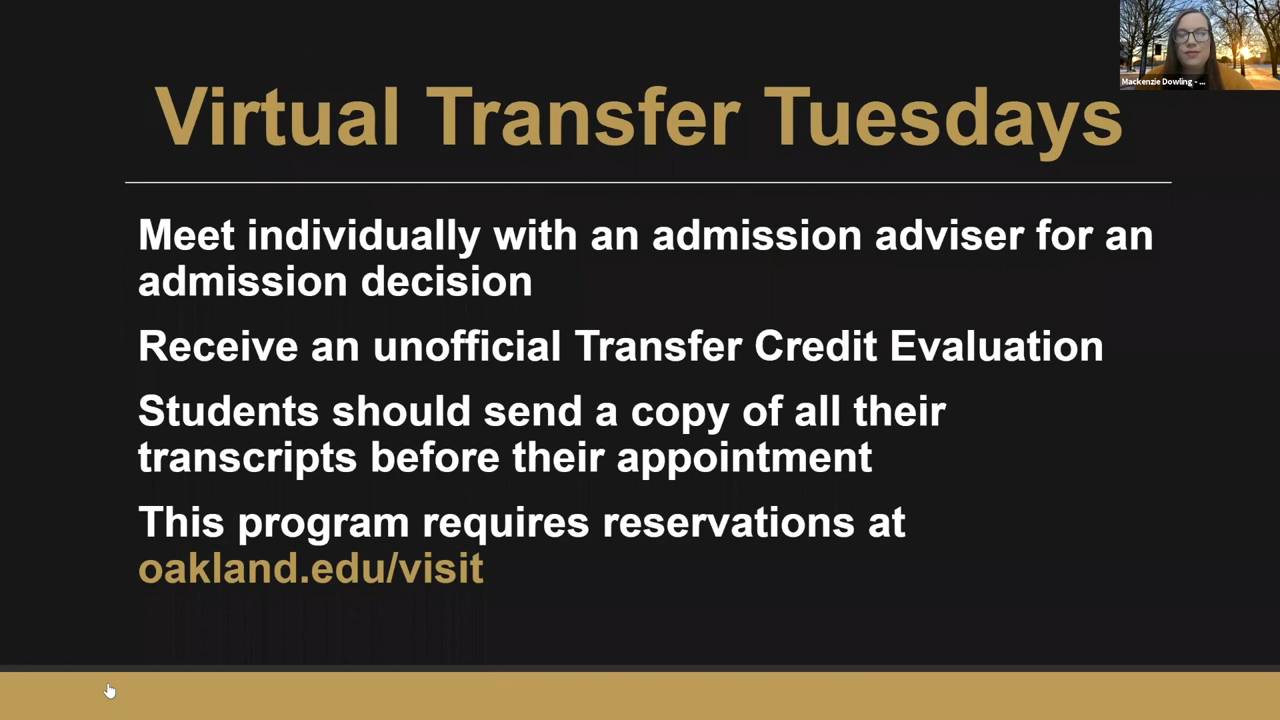 Mackenzie Dowling - ...
Virtual Transfer Tuesdays
Meet individually with an admission adviser for an
admission decision
Receive an unofficial Transfer Credit Evaluation
Students should send a copy of all their
transcripts before their appointment
This program requires reservations at
oakland.edu/visit